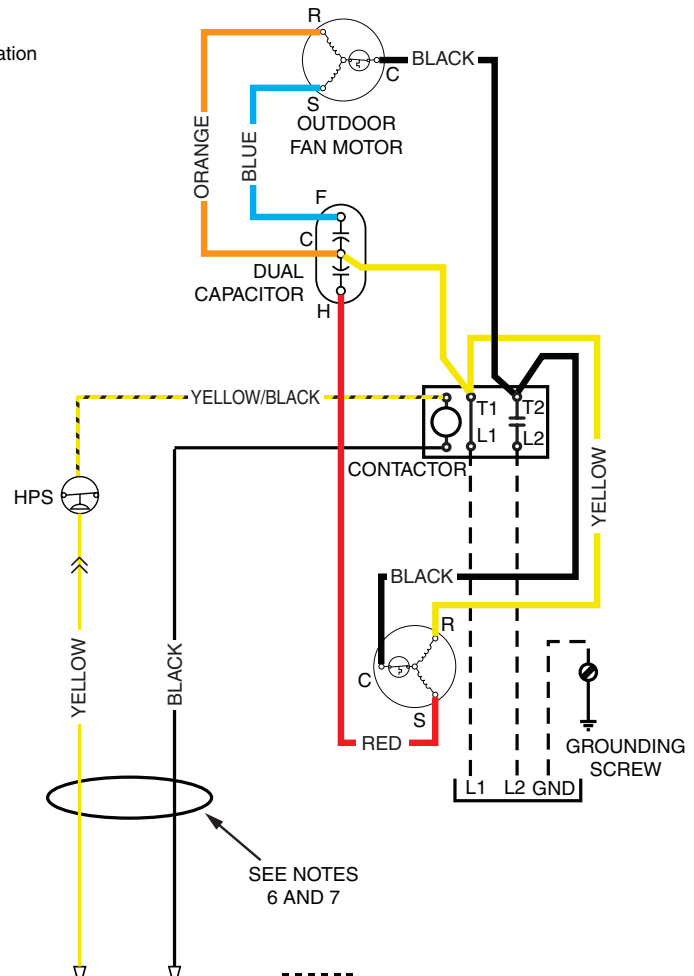 ation
R
BLACK
C
S
OUTDOOR
FAN MOTOR
ORANGE
BLUE
F
C
DUAL
CAPACITOR
H
YELLOW/BLACK
T1
T2
L1
L2
CONTACTOR
HPS
YELLOW
BLACK
R
C
S
YELLOW
BLACK
RED
GROUNDING
SCREW
L1
L2
GND
SEE NOTES
6 AND 7